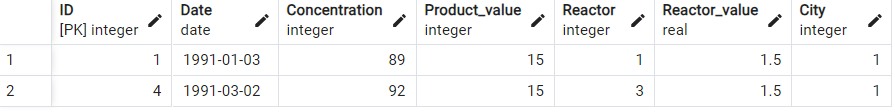 ID Date Concentration Product_value Reactor Reactor_value City
[PK] integer date integer integer integer real integer
1 1 1991-01-03 89 15 1 1.5 1
2 4 1991-03-02 92 15 3 1.5 1